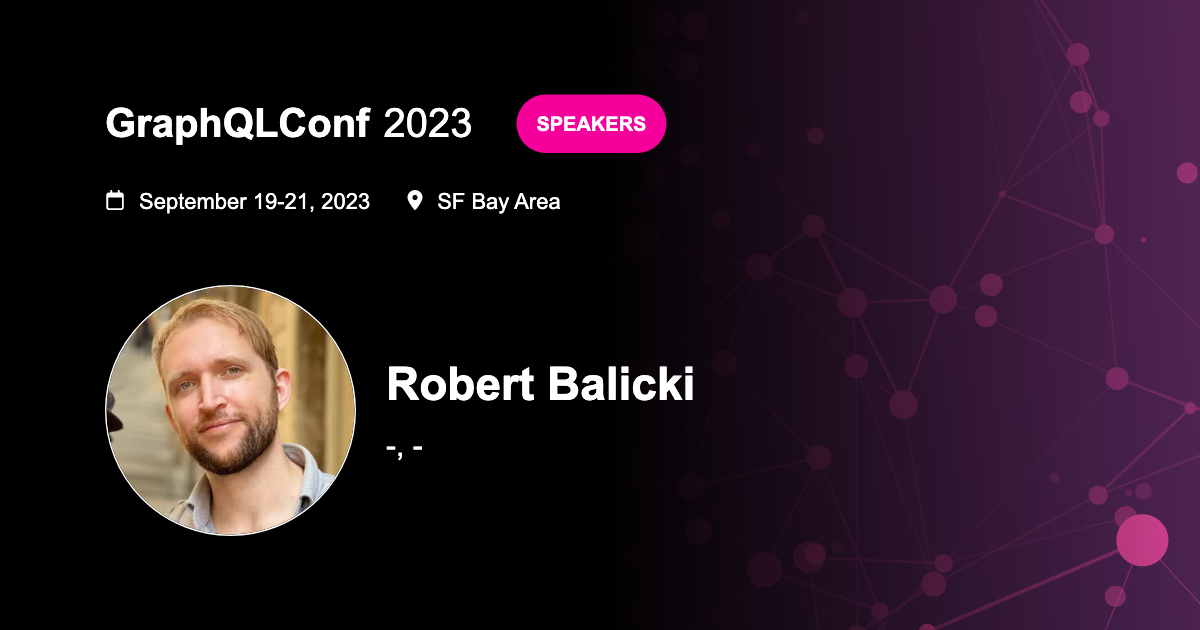 GraphQLConf 2023
SPEAKERS
September 19-21, 2023
SF Bay Area
Robert Balicki
-, -